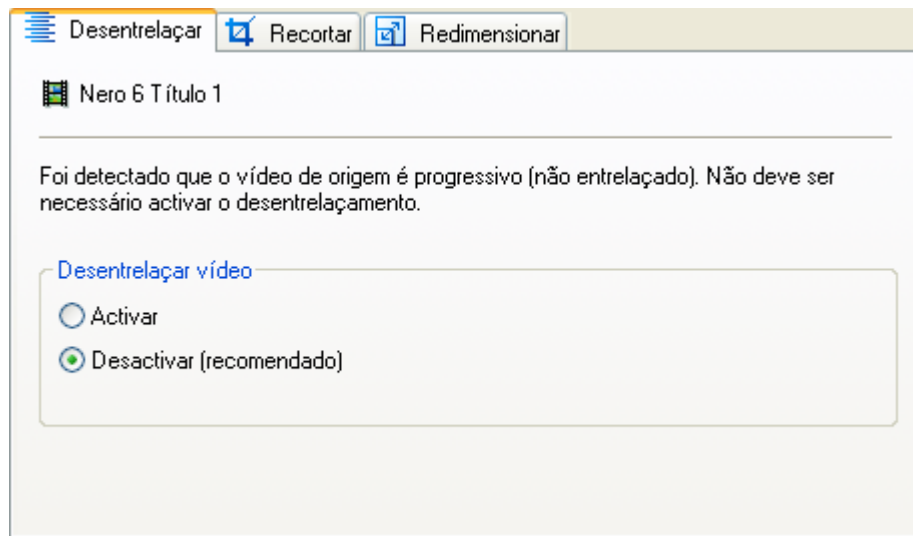 Desentrelaçar Recortar Redimensionar
Nero 6 Título 1
Foi detectado que o vídeo de origem é progressivo (não entrelaçado). Não deve ser
necessário activar o desentrelaçamento.
Desentrelaçar vídeo
Activar
Desactivar (recomendado)